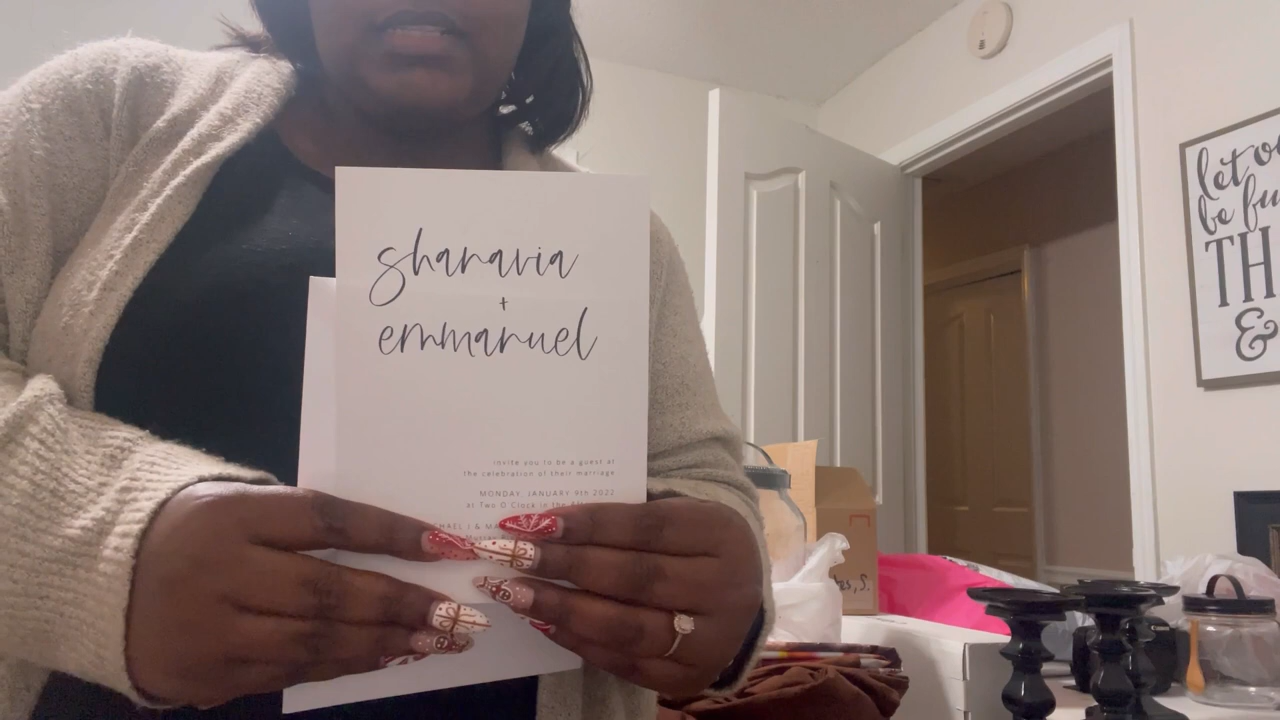 shanavia
+
emmanuel
invite you to be a guest at
the celebration of their marriage
MONDAY, JANUARY 9th 2022
at Two O Clock in the
let
be
TH
&